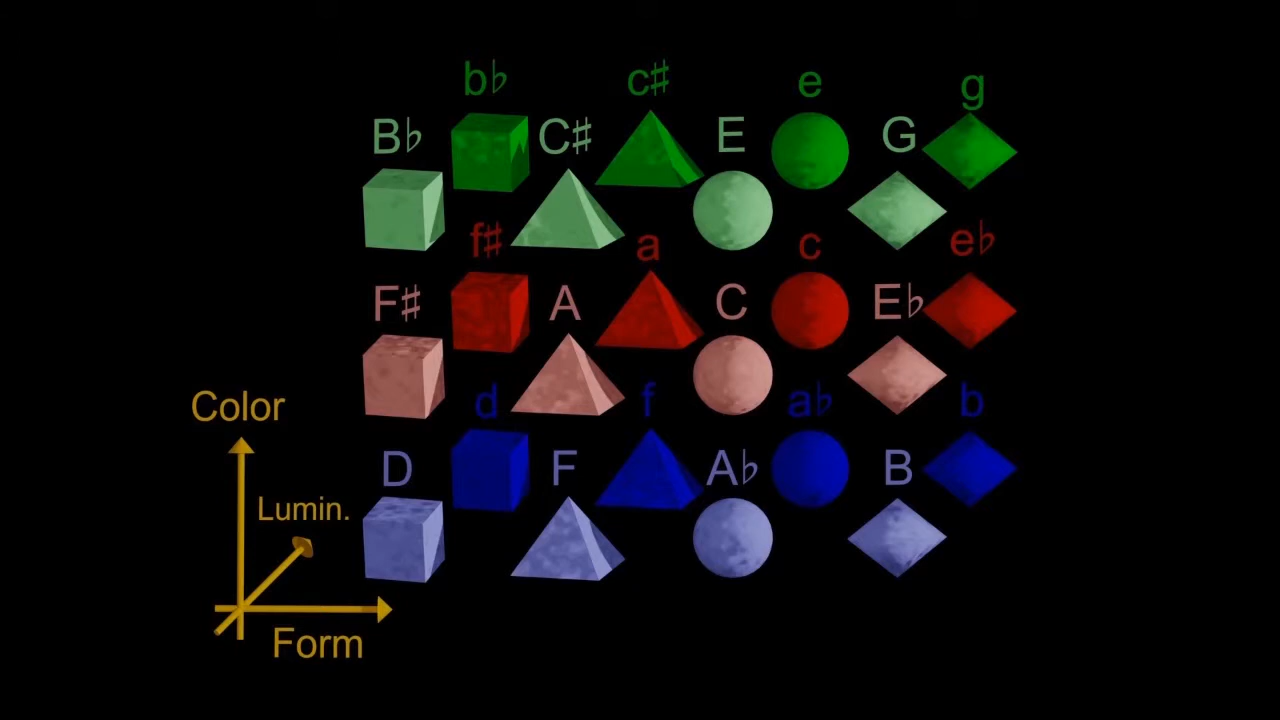 b♭ c♯ e g
B♭ C♯ E G
f♯ a c e♭
F♯ A C E♭
d f a♭ b
D F A♭ B
Color
Lumin.
Form